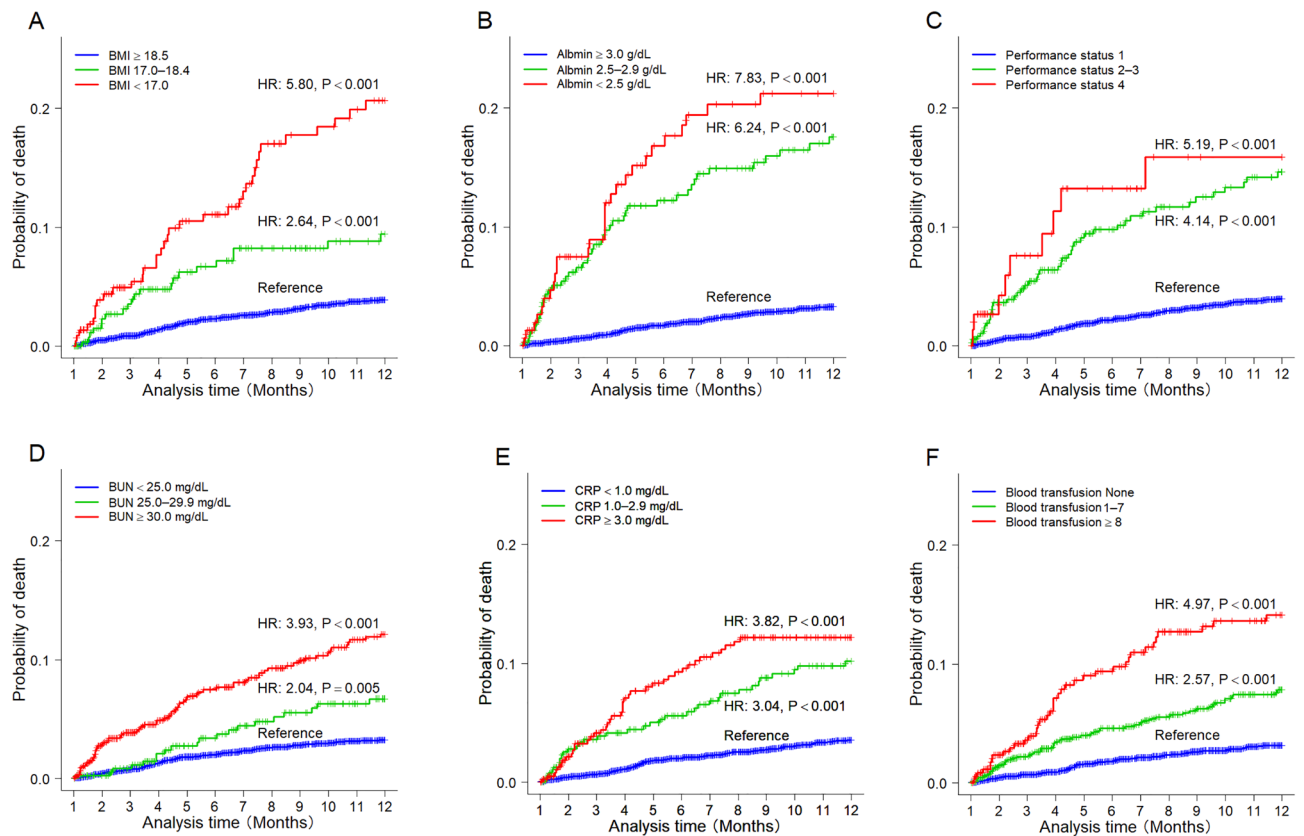 A
BMI ≥ 18.5
BMI 17.0–18.4
BMI < 17.0
HR: 5.80, P < 0.001
HR: 2.64, P < 0.001
Reference
Probability of death
0.2
0.1
0.0
1 2 3 4 5 6 7 8 9 10 11 12
Analysis time (Months)
B
Albmin ≥ 3.0 g/dL
Albmin 2.5–2.9 g/dL
Albmin < 2.5 g/dL
HR: 7.83, P < 0.001
HR: 6.24, P < 0.001
Reference
Probability of death
0.2
0.1
0.0
1 2 3 4 5 6 7 8 9 10 11 12
Analysis time (Months)
C
Performance status 1
Performance status 2–3
Performance status 4
HR: 5.19, P < 0.001
HR: 4.14, P < 0.001
Reference
Probability of death
0.2
0.1
0.0
1 2 3 4 5 6 7 8 9 10 11 12
Analysis time (Months)
D
BUN < 25.0 mg/dL
BUN 25.0–29.9 mg/dL
BUN ≥ 30.0 mg/dL
HR: 3.93, P < 0.001
HR: 2.04, P = 0.005
Reference
Probability of death
0.2
0.1
0.0
1 2 3 4 5 6 7 8 9 10 11 12
Analysis time (Months)
E
CRP < 1.0 mg/dL
CRP 1.0–2.9 mg/dL
CRP ≥ 3.0 mg/dL
HR: 3.82, P < 0.001
HR: 3.04, P < 0.001
Reference
Probability of death
0.2
0.1
0.0
1 2 3 4 5 6 7 8 9 10 11 12
Analysis time (Months)
F
Blood transfusion None
Blood transfusion 1–7
Blood transfusion ≥ 8
HR: 4.97, P < 0.001
HR: 2.57, P < 0.001
Reference
Probability of death
0.2
0.1
0.0
1 2 3 4 5 6 7 8 9 10 11 12
Analysis time (Months)